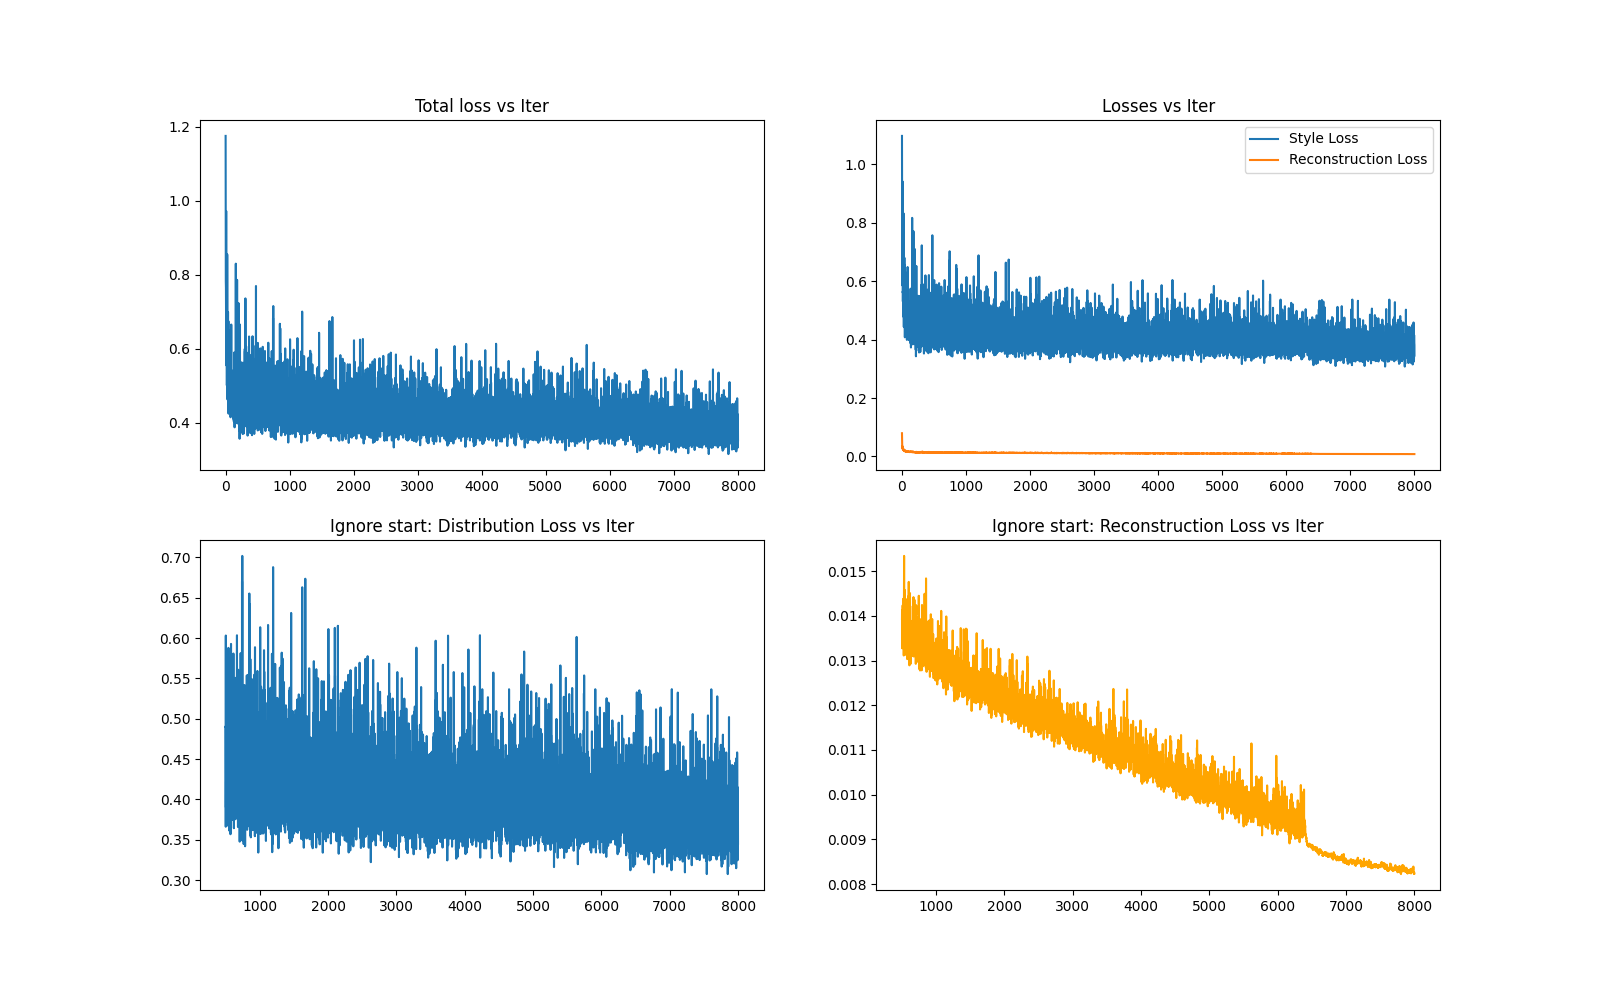 Total loss vs Iter
1.2
1.0
0.8
0.6
0.4
0 1000 2000 3000 4000 5000 6000 7000 8000
Losses vs Iter
Style Loss
Reconstruction Loss
1.0
0.8
0.6
0.4
0.2
0.0
0 1000 2000 3000 4000 5000 6000 7000 8000
Ignore start: Distribution Loss vs Iter
0.70
0.65
0.60
0.55
0.50
0.45
0.40
0.35
0.30
1000 2000 3000 4000 5000 6000 7000 8000
Ignore start: Reconstruction Loss vs Iter
0.015
0.014
0.013
0.012
0.011
0.010
0.009
0.008
1000 2000 3000 4000 5000 6000 7000 8000